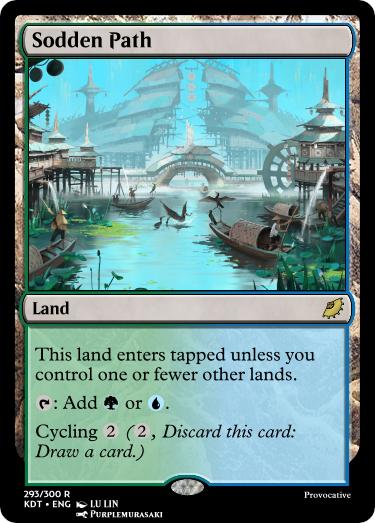 Sodden Path
Land
This land enters tapped unless you
control one or fewer other lands.
: Add or .
Cycling 2 (2, Discard this card:
Draw a card.)
293/300 R
KDT • ENG LU LIN
Provocative
PURPLEMURASAKI